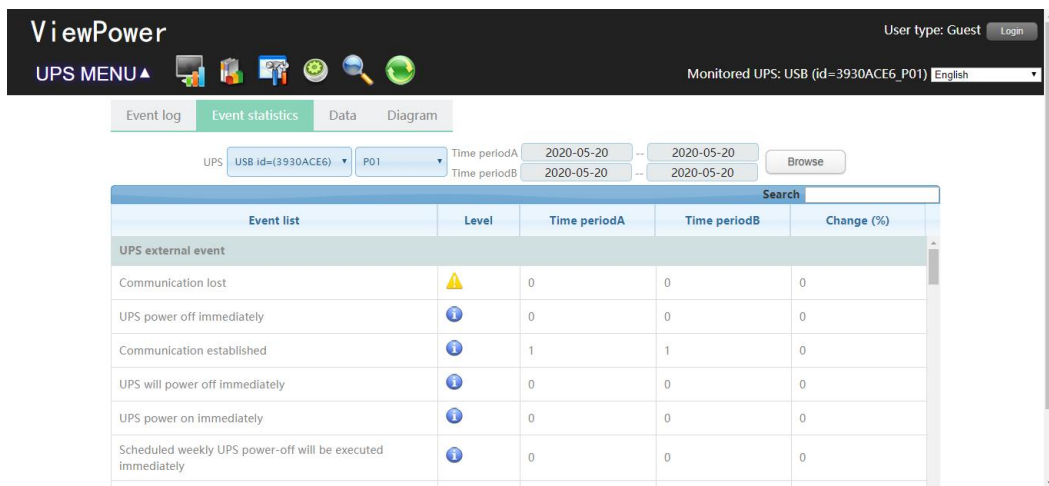 ViewPower
User type: Guest Login
UPS MENU▲
Monitored UPS: USB (id=3930ACE6_P01) English
Event log Event statistics Data Diagram
UPS USB id=(3930ACE6) P01
Time periodA 2020-05-20 -- 2020-05-20
Time periodB 2020-05-20 -- 2020-05-20
Browse
Search
Event list Level Time periodA Time periodB Change (%)
UPS external event
Communication lost 0 0 0
UPS power off immediately 0 0 0
Communication established 1 1 0
UPS will power off immediately 0 0 0
UPS power on immediately 0 0 0
Scheduled weekly UPS power-off will be executed
immediately 0 0 0